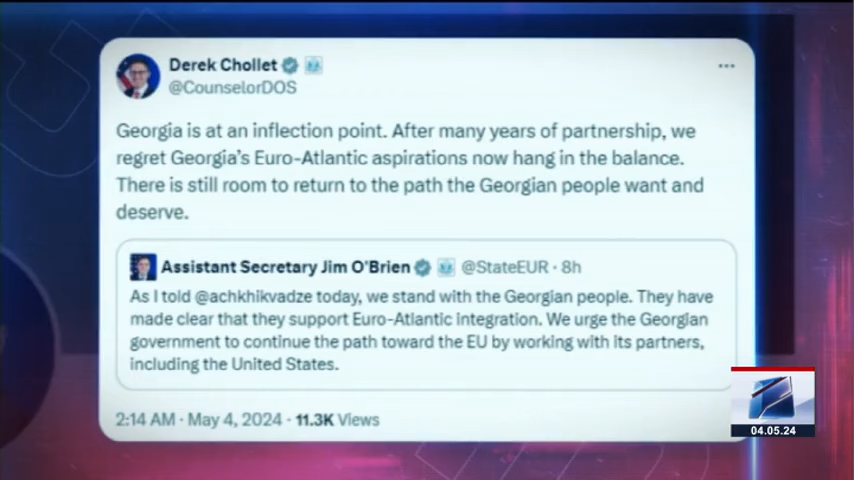 Derek Chollet
@CounselorDOS
Georgia is at an inflection point. After many years of partnership, we
regret Georgia's Euro-Atlantic aspirations now hang in the balance.
There is still room to return to the path the Georgian people want and
deserve.
Assistant Secretary Jim O'Brien @StateEUR · 8h
As I told @achkhikvadze today, we stand with the Georgian people. They have
made clear that they support Euro-Atlantic integration. We urge the Georgian
government to continue the path toward the EU by working with its partners,
including the United States.
2:14 AM · May 4, 2024 · 11.3K Views
04.05.24